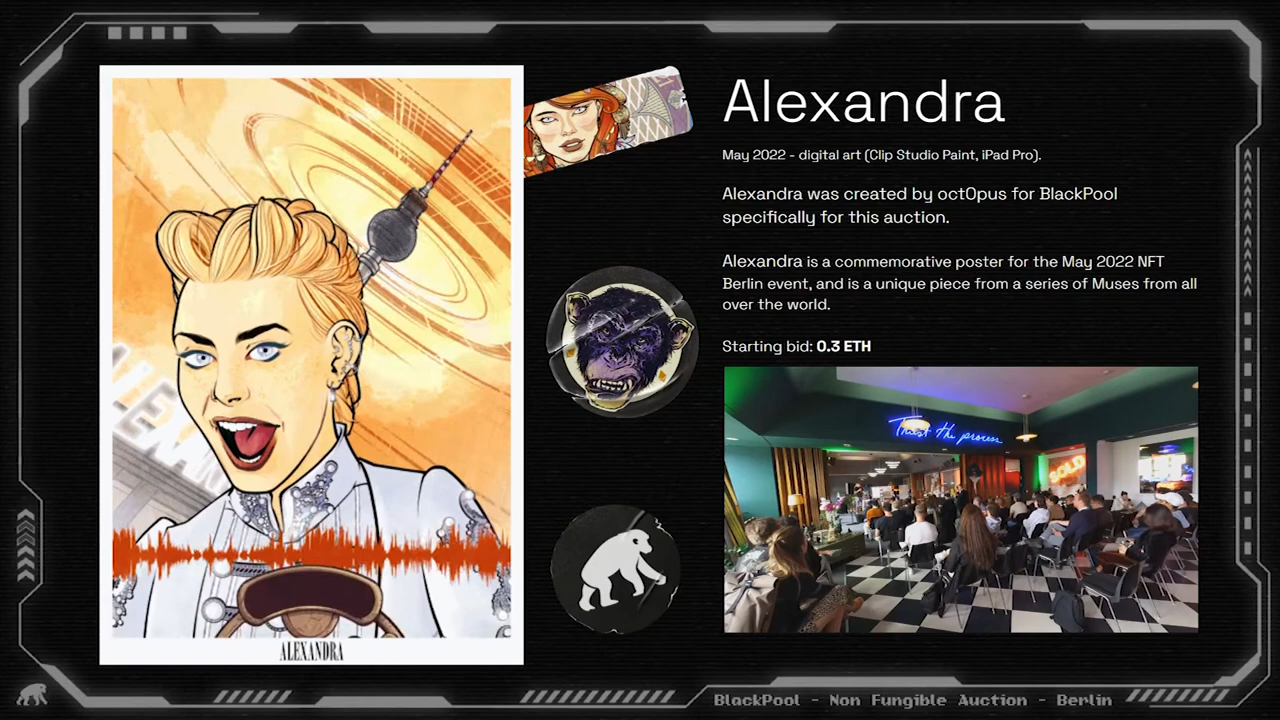 Alexandra
May 2022 - digital art (Clip Studio Paint, iPad Pro).
Alexandra was created by oct0pus for BlackPool
specifically for this auction.
Alexandra is a commemorative poster for the May 2022 NFT
Berlin event, and is a unique piece from a series of Muses from all
over the world.
Starting bid: 0.3 ETH
Trust the process
SOLD
ALEXAN
ALEXANDRA
BlackPool - Non Fungible Auction - Berlin